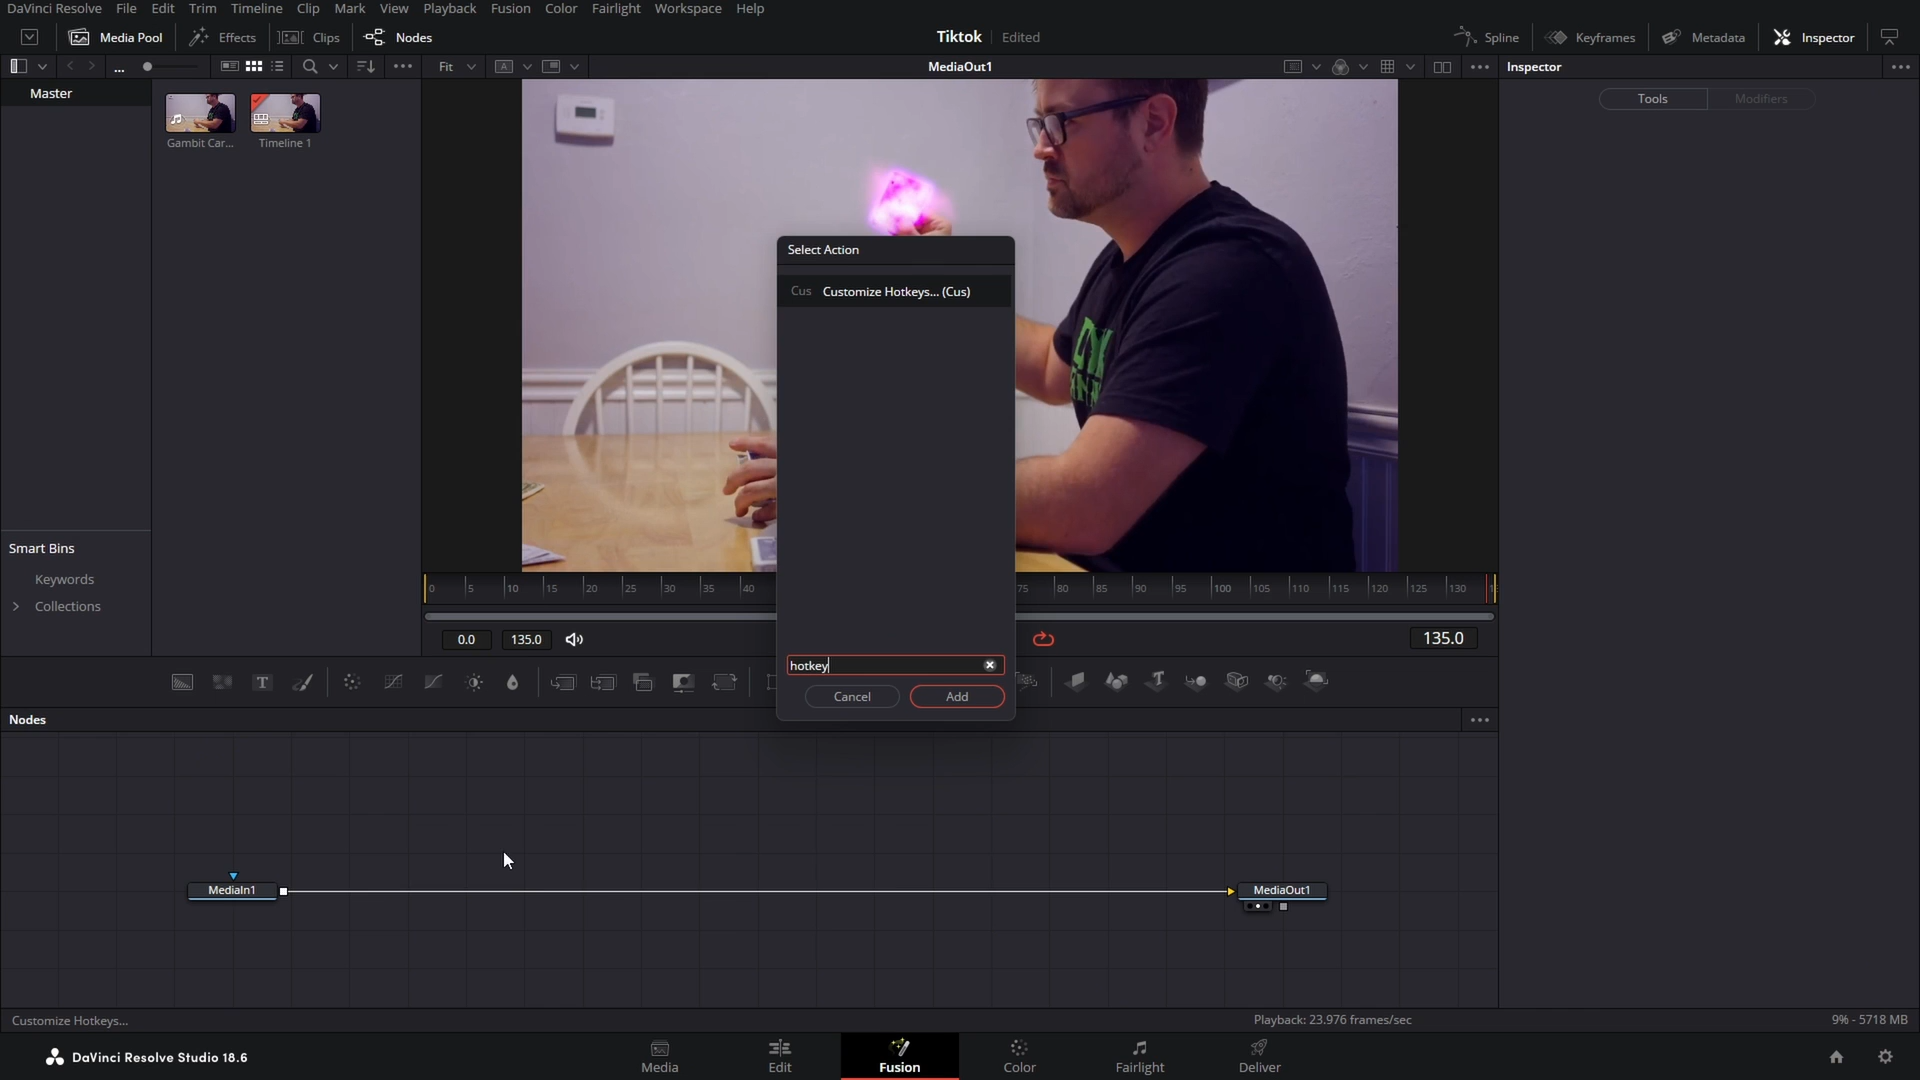 DaVinci Resolve File Edit Trim Timeline Clip Mark View Playback Fusion Color Fairlight Workspace Help
Media Pool Effects Clips Nodes Tiktok Edited Spline Keyframes Metadata Inspector
... Fit A MediaOut1 Inspector
Master
Tools Modifiers
Gambit Car... Timeline 1
Select Action
Cus Customize Hotkeys... (Cus)
Smart Bins
Keywords
Collections
0 5 10 15 20 25 30 35 40 75 80 85 90 95 100 105 110 115 120 125 130
0.0 135.0 135.0
hotkey
Cancel Add
T
Nodes
MediaIn1 MediaOut1
Customize Hotkeys... Playback: 23.976 frames/sec 9% - 5718 MB
DaVinci Resolve Studio 18.6 Media Edit Fusion Color Fairlight Deliver